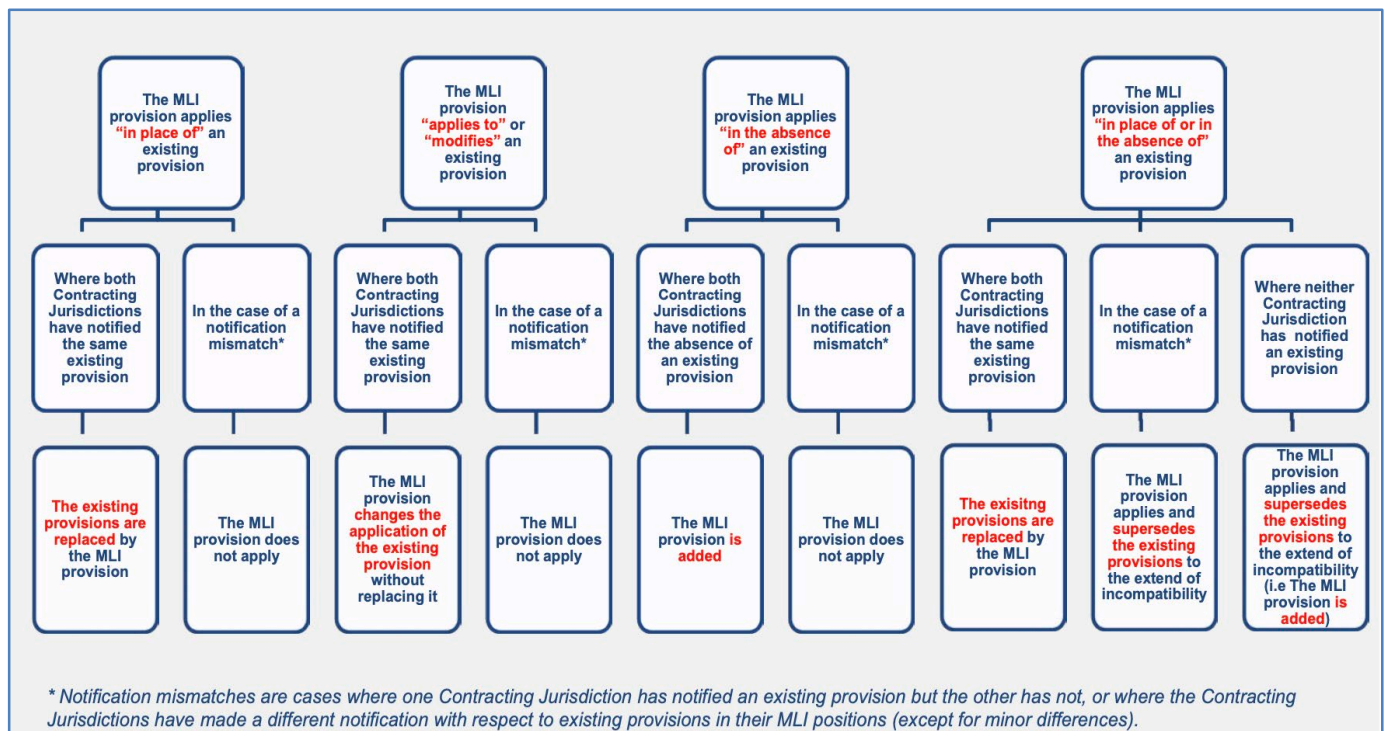 The MLI
provision applies
“in place of” an
existing
provision
The MLI
provision
“applies to” or
“modifies” an
existing
provision
The MLI
provision applies
“in the absence
of” an existing
provision
The MLI
provision applies
“in place of or in
the absence of”
an existing
provision
Where both
Contracting
Jurisdictions
have notified
the same
existing
provision
In the case of a
notification
mismatch*
Where both
Contracting
Jurisdictions
have notified the
same existing
provision
In the case of a
notification
mismatch*
Where both
Contracting
Jurisdictions
have notified
the absence of
an existing
provision
In the case of a
notification
mismatch*
Where both
Contracting
Jurisdictions
have notified
the same
existing
provision
In the case of a
notification
mismatch*
Where neither
Contracting
Jurisdiction
has notified
an existing
provision
The existing
provisions are
replaced by
the MLI
provision
The MLI
provision does
not apply
The MLI
provision
changes the
application of
the existing
provision
without
replacing it
The MLI
provision does
not apply
The MLI
provision is
added
The MLI
provision does
not apply
The exisitng
provisions are
replaced by
the MLI
provision
The MLI
provision
applies and
supersedes the
existing
provisions to
the extend of
incompatibility
The MLI
provision
applies and
supersedes
the existing
provisions to
the extend of
incompatibility
(i.e The MLI
provision is
added)
* Notification mismatches are cases where one Contracting Jurisdiction has notified an existing provision but the other has not, or where the Contracting
Jurisdictions have made a different notification with respect to existing provisions in their MLI positions (except for minor differences).